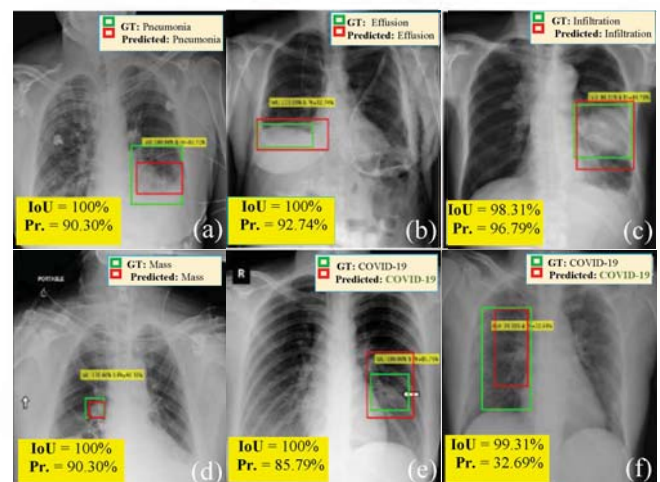 GT: Pneumonia
Predicted: Pneumonia
IoU = 100%
Pr. = 90.30%
(a)
GT: Effusion
Predicted: Effusion
IoU = 100%
Pr. = 92.74%
(b)
GT: Infiltration
Predicted: Infiltration
IoU = 98.31%
Pr. = 96.79%
(c)
PORTABLE
GT: Mass
Predicted: Mass
IoU = 100%
Pr. = 90.30%
(d)
R
GT: COVID-19
Predicted: COVID-19
IoU = 100%
Pr. = 85.79%
(e)
GT: COVID-19
Predicted: COVID-19
IoU = 99.31%
Pr. = 32.69%
(f)